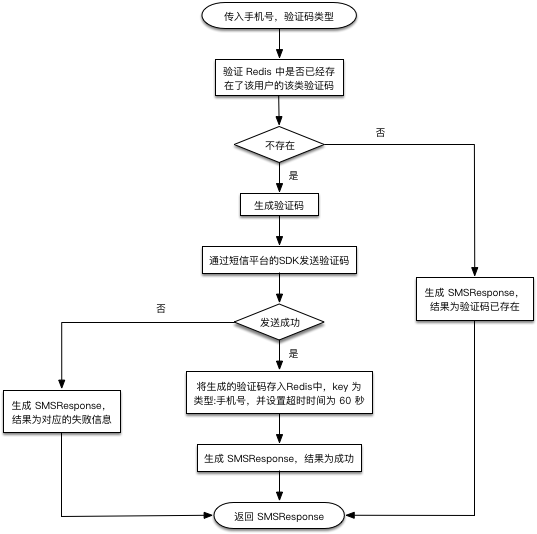 传入手机号，验证码类型
验证 Redis 中是否已经存
在了该用户的该类验证码
不存在
否
是
生成验证码
通过短信平台的SDK发送验证码
生成 SMSResponse，
结果为验证码已存在
发送成功
否
是
将生成的验证码存入Redis中，key 为
类型:手机号，并设置超时时间为 60 秒
生成 SMSResponse，
结果为对应的失败信息
生成 SMSResponse，结果为成功
返回 SMSResponse